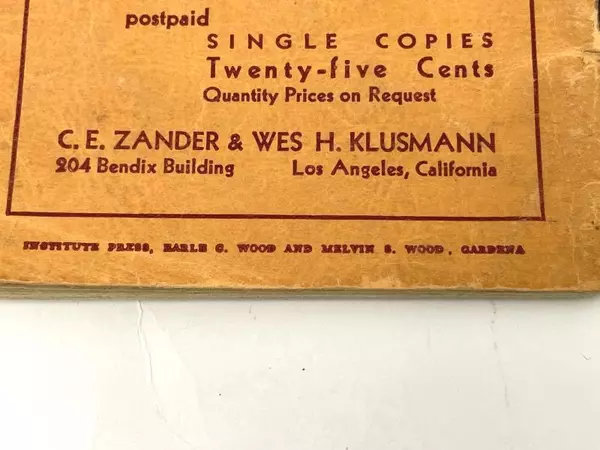 postpaid
SINGLE COPIES
Twenty-five Cents
Quantity Prices on Request
C. E. ZANDER & WES H. KLUSMANN
204 Bendix Building Los Angeles, California
INSTITUTE PRESS, EARLE C. WOOD AND MELVIN S. WOOD, GARDENA